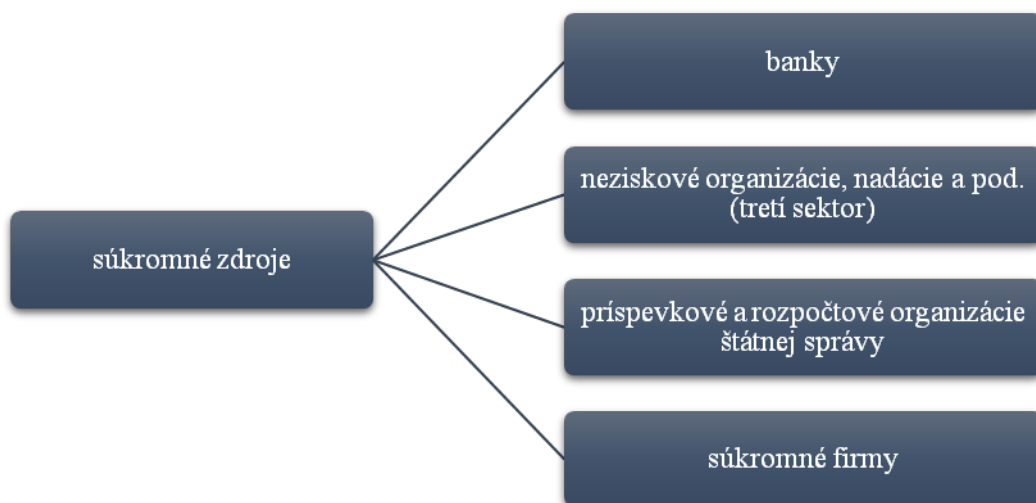 banky
neziskové organizácie, nadácie a pod.
(tretí sektor)
súkromné zdroje
príspevkové a rozpočtové organizácie
štátnej správy
súkromné firmy